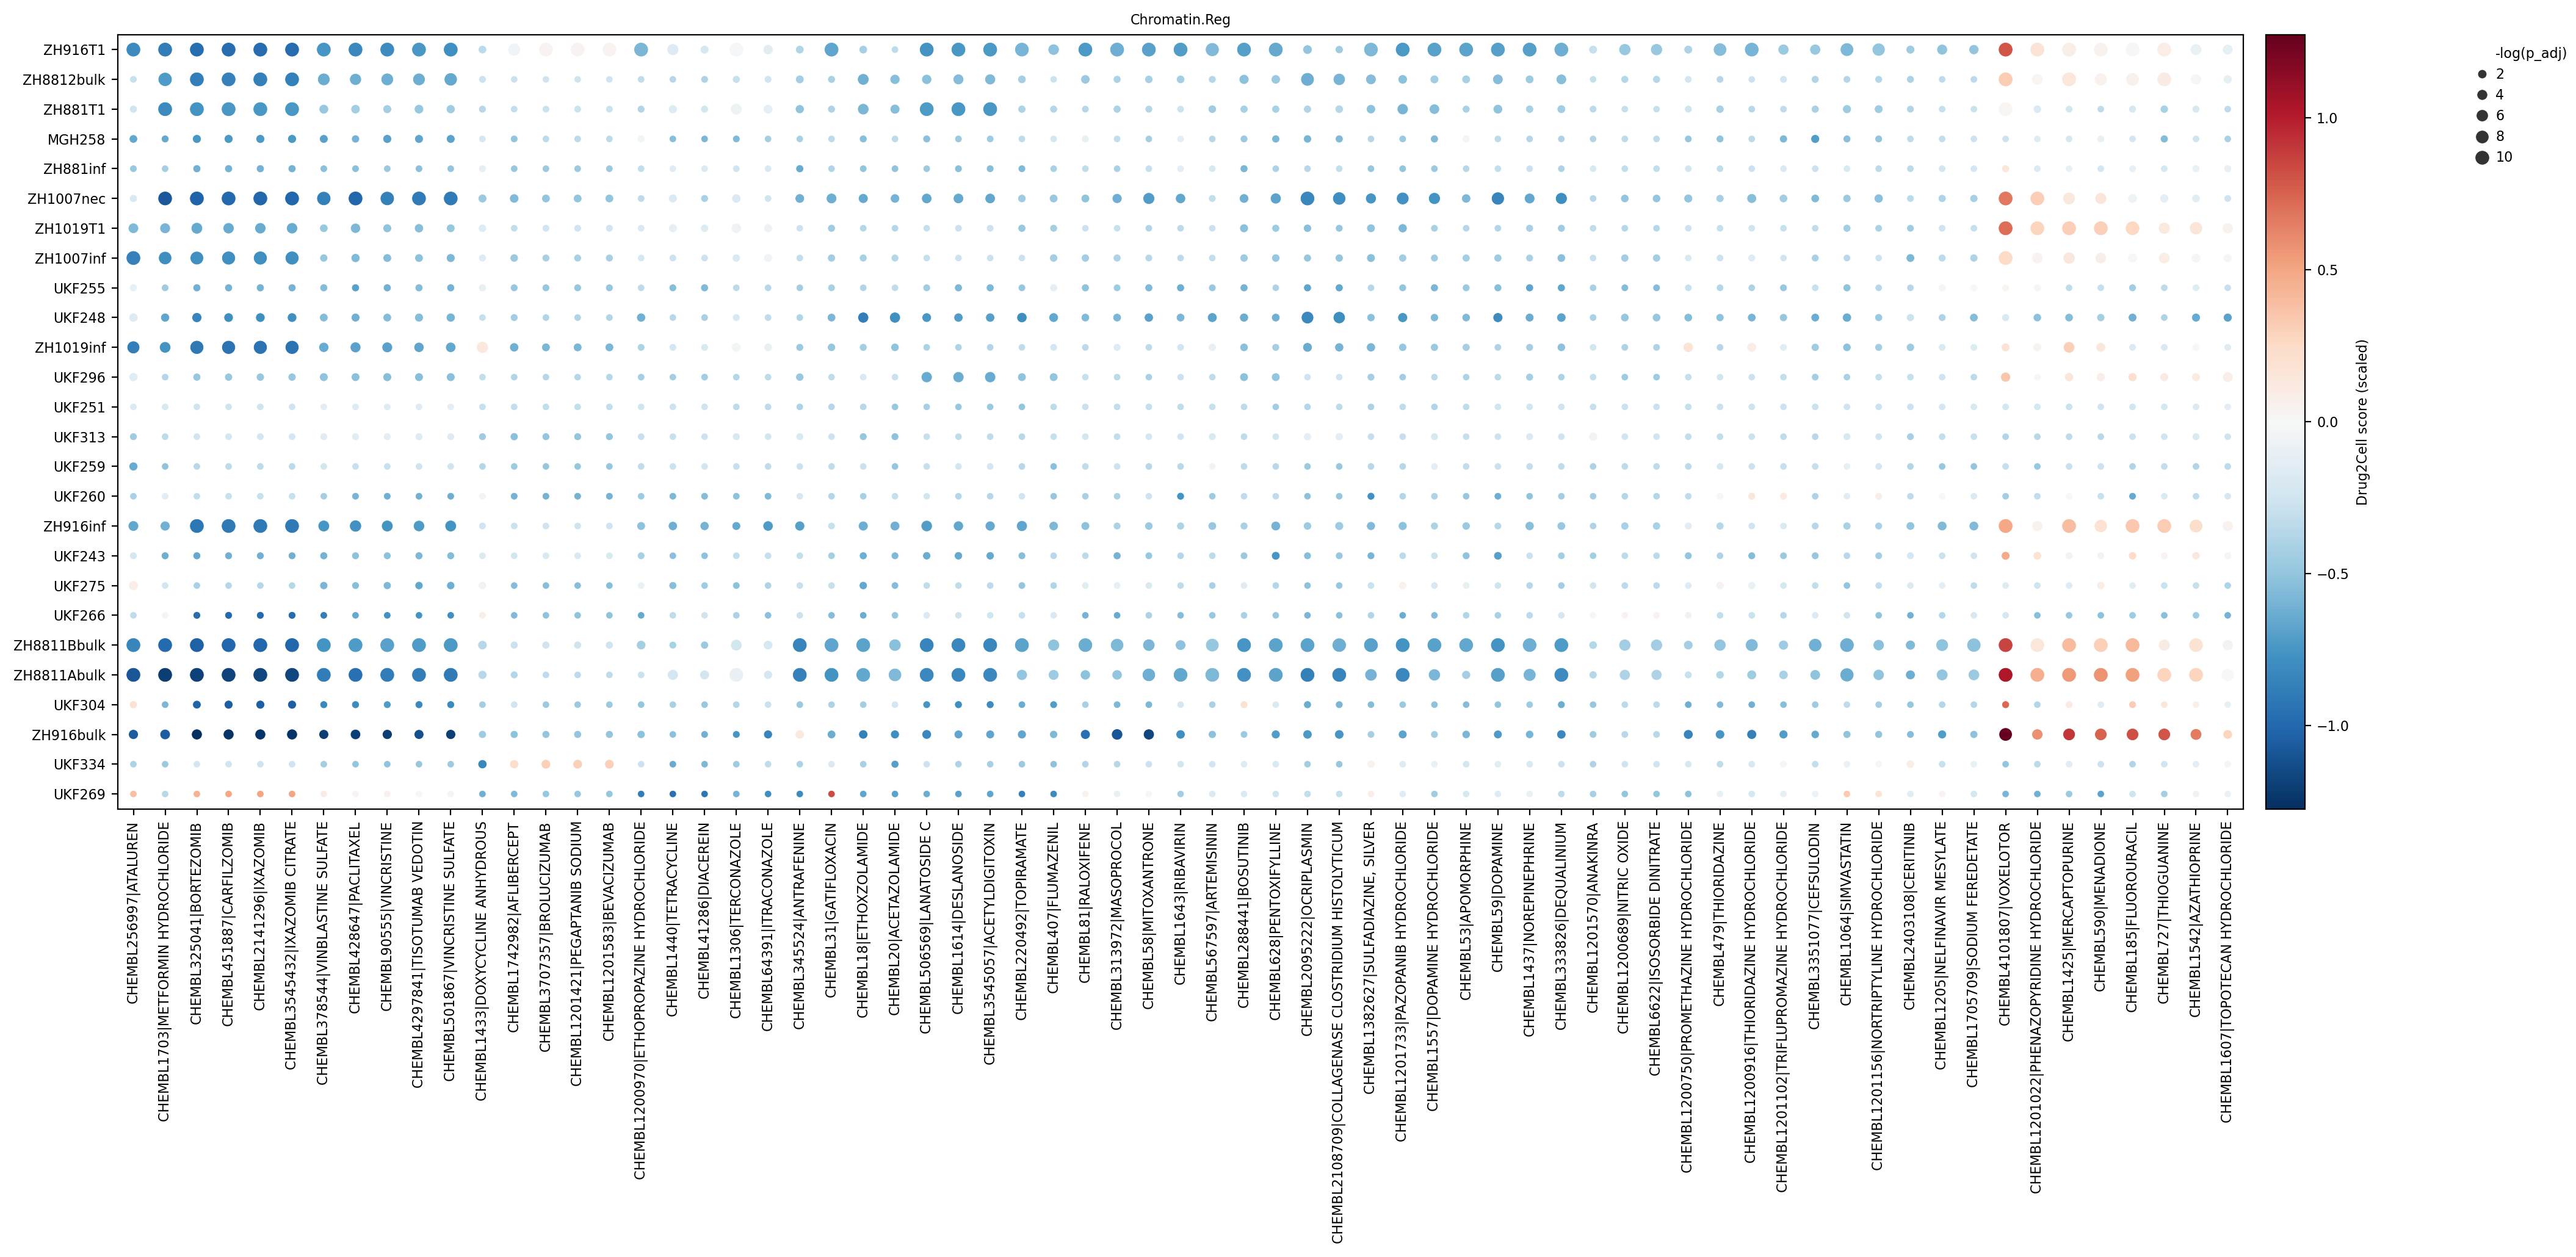 Chromatin.Reg
ZH916T1
ZH8812bulk
ZH881T1
MGH258
ZH881inf
ZH1007nec
ZH1019T1
ZH1007inf
UKF255
UKF248
ZH1019inf
UKF296
UKF251
UKF313
UKF259
UKF260
ZH916inf
UKF243
UKF275
UKF266
ZH8811Bbulk
ZH8811Abulk
UKF304
ZH916bulk
UKF334
UKF269
CHEMBL256997|ATALUREN
CHEMBL1703|METFORMIN HYDROCHLORIDE
CHEMBL325041|BORTEZOMIB
CHEMBL451887|CARFILZOMIB
CHEMBL2141296|IXAZOMIB
CHEMBL3545432|IXAZOMIB CITRATE
CHEMBL3785​44|VINBLASTINE SULFATE
CHEMBL428647|PACLITAXEL
CHEMBL90555|VINCRISTINE
CHEMBL4297841|TISOTUMAB VEDOTIN
CHEMBL501867|VINCRISTINE SULFATE
CHEMBL1433|DOXYCYCLINE ANHYDROUS
CHEMBL1742982|AFLIBERCEPT
CHEMBL3707357|BROLUCIZUMAB
CHEMBL1201421|PEGAPTANIB SODIUM
CHEMBL1201583|BEVACIZUMAB
CHEMBL1200970|ETHOPROPAZINE HYDROCHLORIDE
CHEMBL1440|TETRACYCLINE
CHEMBL41286|DIACEREIN
CHEMBL1306|TERCONAZOLE
CHEMBL64391|ITRACONAZOLE
CHEMBL345524|ANTRAFENINE
CHEMBL31|GATIFLOXACIN
CHEMBL18|ETHOXZOLAMIDE
CHEMBL20|ACETAZOLAMIDE
CHEMBL506569|LANATOSIDE C
CHEMBL1614|DESLANOSIDE
CHEMBL3545057|ACETYLDIGITOXIN
CHEMBL220492|TOPIRAMATE
CHEMBL407|FLUMAZENIL
CHEMBL81|RALOXIFENE
CHEMBL313972|MASOPROCOL
CHEMBL58|MITOXANTRONE
CHEMBL1643|RIBAVIRIN
CHEMBL567597|ARTEMISININ
CHEMBL288441|BOSUTINIB
CHEMBL628|PENTOXIFYLLINE
CHEMBL2095222|OCRIPLASMIN
CHEMBL2108709|COLLAGENASE CLOSTRIDIUM HISTOLYTICUM
CHEMBL1382627|SULFADIAZINE, SILVER
CHEMBL1201733|PAZOPANIB HYDROCHLORIDE
CHEMBL1557|DOPAMINE HYDROCHLORIDE
CHEMBL53|APOMORPHINE
CHEMBL59|DOPAMINE
CHEMBL1437|NOREPINEPHRINE
CHEMBL333826|DEQUALINIUM
CHEMBL1201570|ANAKINRA
CHEMBL1200689|NITRIC OXIDE
CHEMBL6622|ISOSORBIDE DINITRATE
CHEMBL1200750|PROMETHAZINE HYDROCHLORIDE
CHEMBL479|THIORIDAZINE
CHEMBL1200916|THIORIDAZINE HYDROCHLORIDE
CHEMBL1201102|TRIFLUPROMAZINE HYDROCHLORIDE
CHEMBL3351077|CEFSULODIN
CHEMBL1064|SIMVASTATIN
CHEMBL1201156|NORTRIPTYLINE HYDROCHLORIDE
CHEMBL2403108|CERITINIB
CHEMBL1205|NELFINAVIR MESYLATE
CHEMBL1705709|SODIUM FEREDETATE
CHEMBL4101807|VOXELOTOR
CHEMBL1201022|PHENAZOPYRIDINE HYDROCHLORIDE
CHEMBL1425|MERCAPTOPURINE
CHEMBL590|MENADIONE
CHEMBL185|FLUOROURACIL
CHEMBL727|THIOGUANINE
CHEMBL1542|AZATHIOPRINE
CHEMBL1607|TOPOTECAN HYDROCHLORIDE
1.0
0.5
0.0
−0.5
−1.0
Drug2Cell score (scaled)
-log(p_adj)
2
4
6
8
10